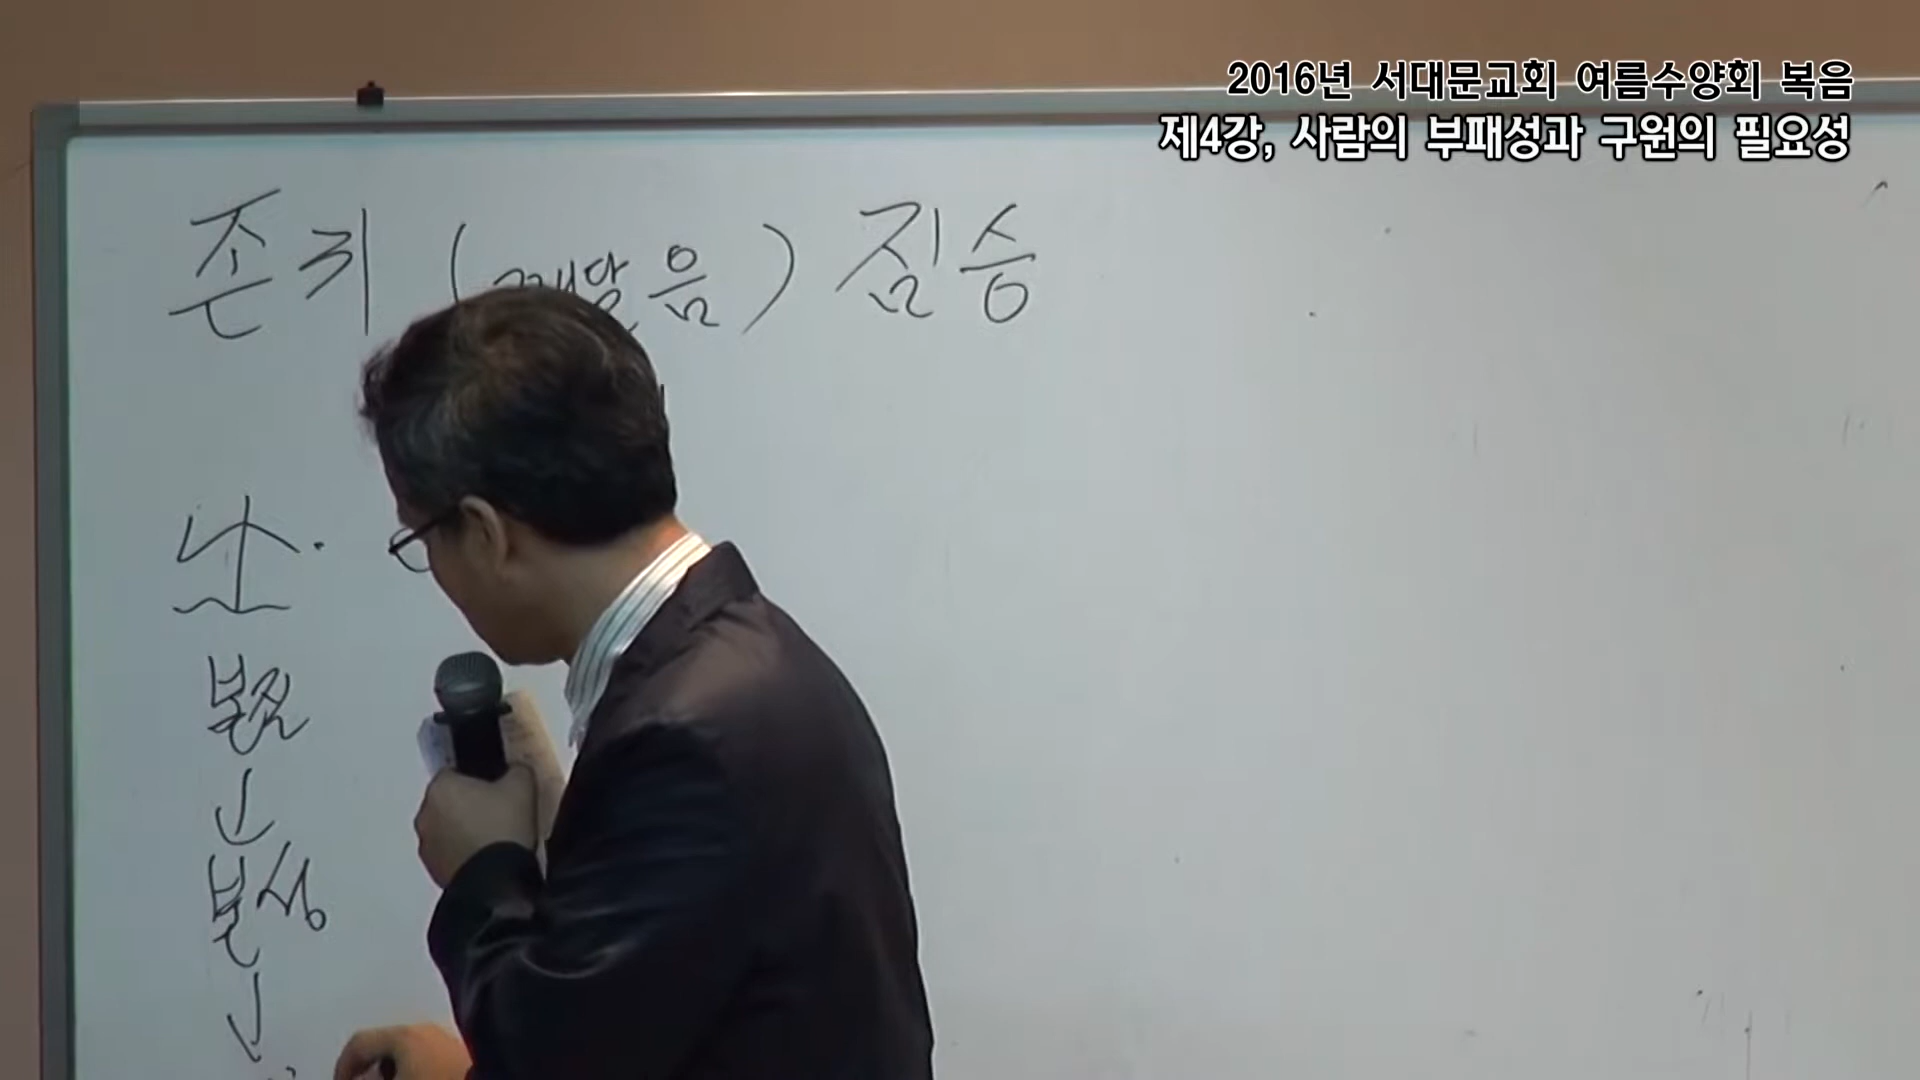 2016년 서대문교회 여름수양회 복음
제4강, 사람의 부패성과 구원의 필요성
존귀 (깨달음) 짐승
본질
본성